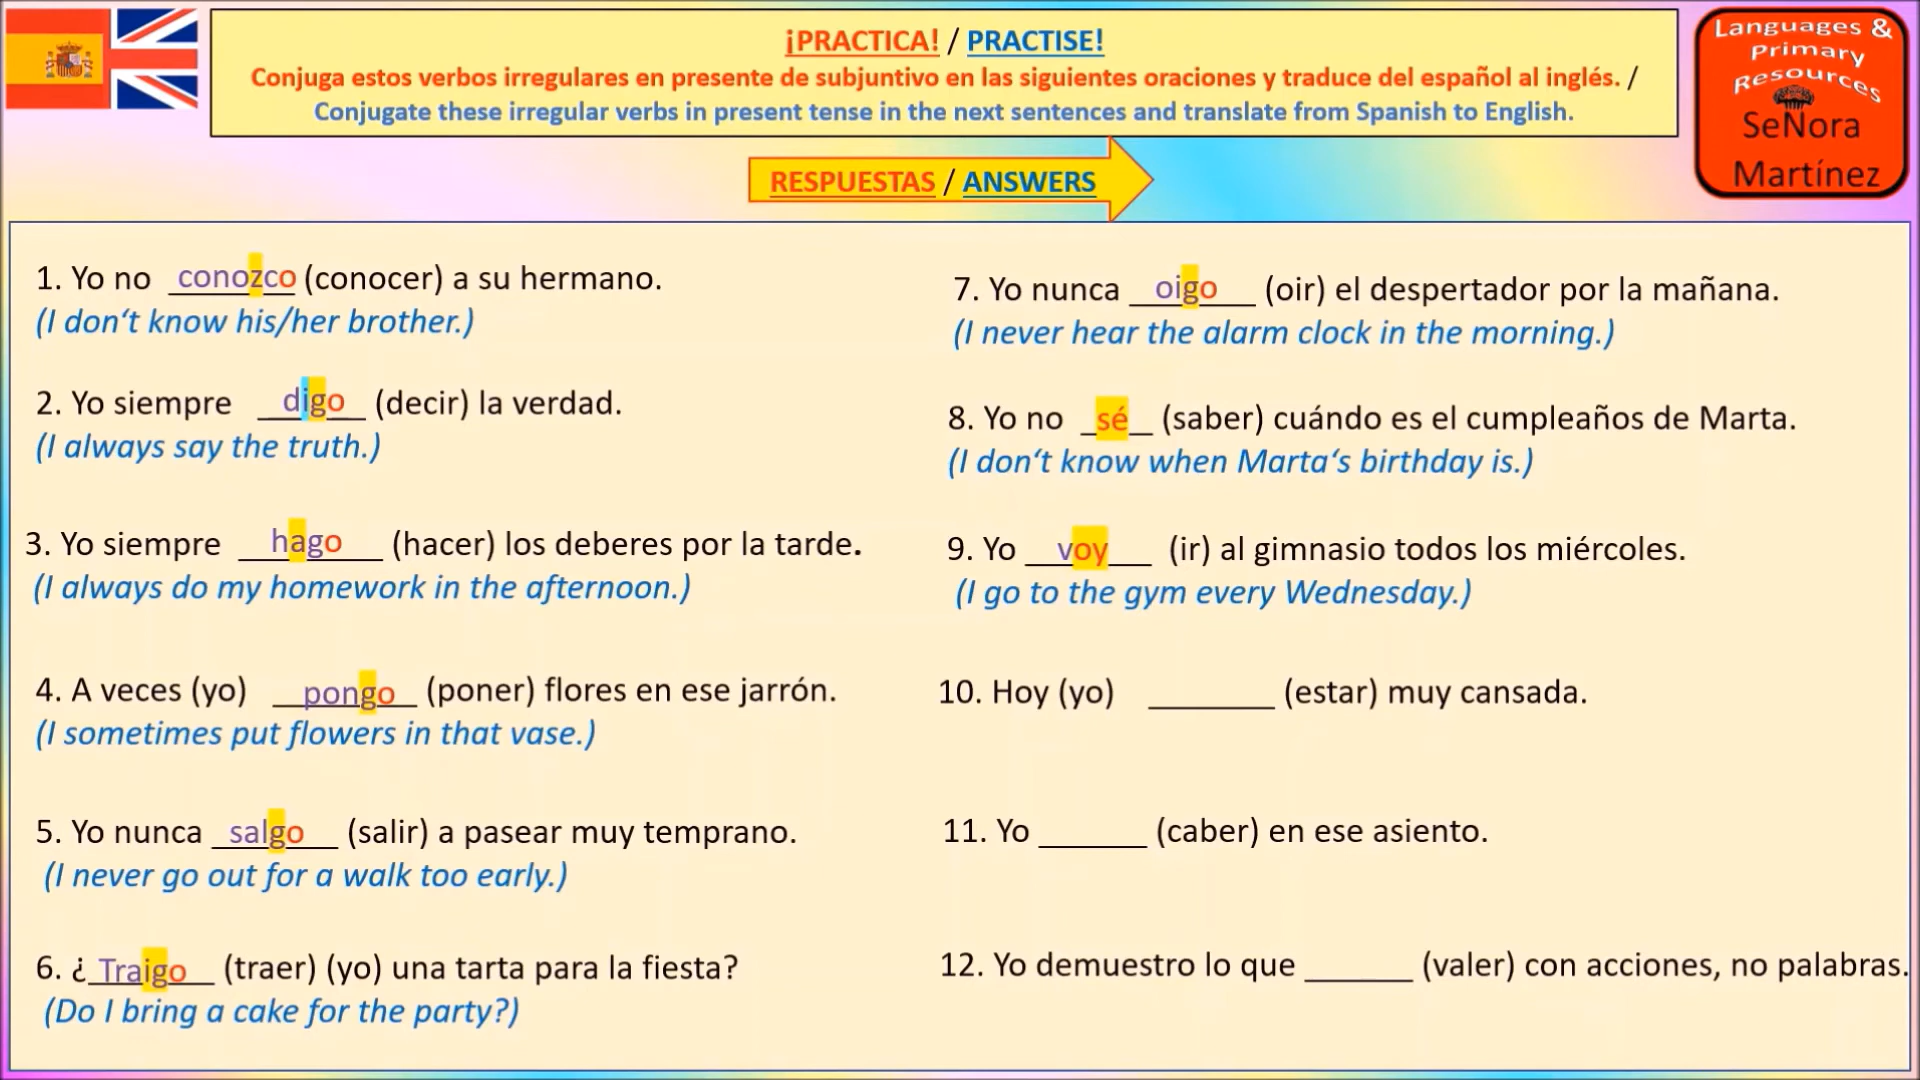 ¡PRACTICA! / PRACTISE!
Conjuga estos verbos irregulares en presente de subjuntivo en las siguientes oraciones y traduce del español al inglés. /
Conjugate these irregular verbs in present tense in the next sentences and translate from Spanish to English.
Languages &
Primary
Resources
SeNora
Martínez
RESPUESTAS / ANSWERS
1. Yo no conozco (conocer) a su hermano.
(I don‘t know his/her brother.)
2. Yo siempre digo (decir) la verdad.
(I always say the truth.)
3. Yo siempre hago (hacer) los deberes por la tarde.
(I always do my homework in the afternoon.)
4. A veces (yo) pongo (poner) flores en ese jarrón.
(I sometimes put flowers in that vase.)
5. Yo nunca salgo (salir) a pasear muy temprano.
(I never go out for a walk too early.)
6. ¿ Traigo (traer) (yo) una tarta para la fiesta?
(Do I bring a cake for the party?)
7. Yo nunca oigo (oir) el despertador por la mañana.
(I never hear the alarm clock in the morning.)
8. Yo no sé (saber) cuándo es el cumpleaños de Marta.
(I don‘t know when Marta‘s birthday is.)
9. Yo voy (ir) al gimnasio todos los miércoles.
(I go to the gym every Wednesday.)
10. Hoy (yo) ________ (estar) muy cansada.
11. Yo ______ (caber) en ese asiento.
12. Yo demuestro lo que ______ (valer) con acciones, no palabras.